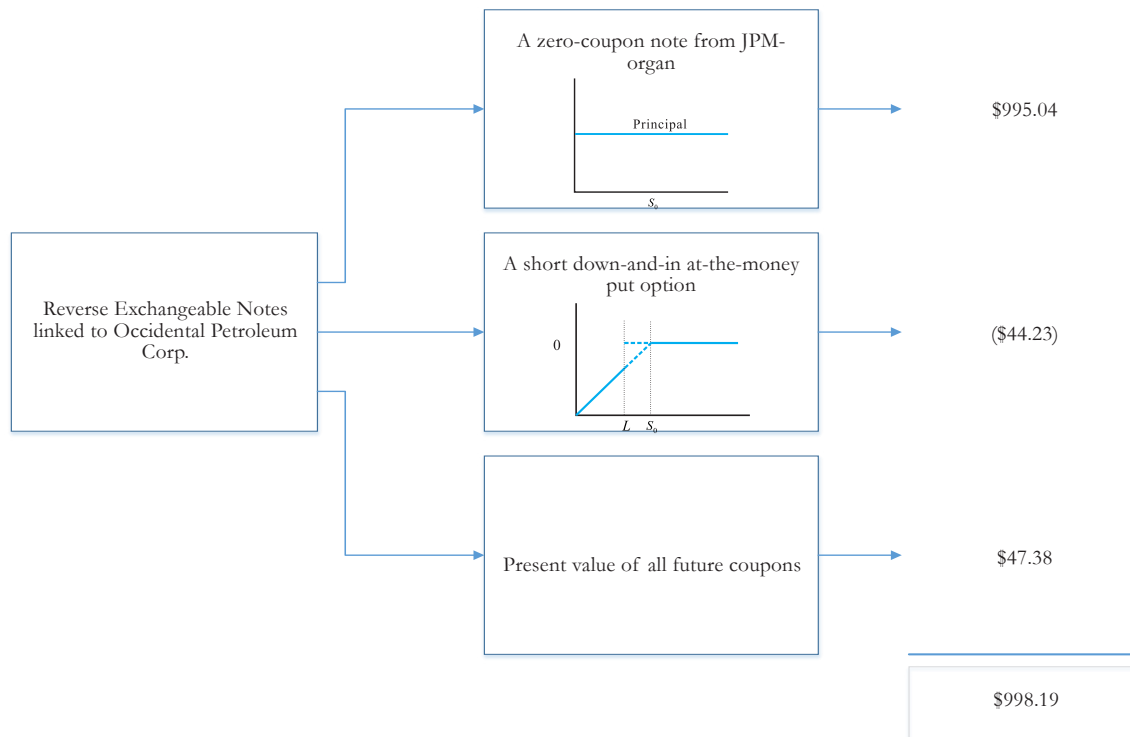 A zero-coupon note from JPM-
organ
Principal
S₀
$995.04
Reverse Exchangeable Notes
linked to Occidental Petroleum
Corp.
A short down-and-in at-the-money
put option
0
L S₀
($44.23)
Present value of all future coupons
$47.38
$998.19